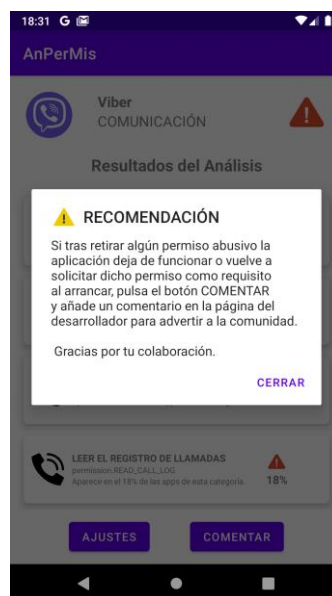 18:31 G
AnPerMis
Viber
COMUNICACIÓN
Resultados del Análisis
RECOMENDACIÓN
Si tras retirar algún permiso abusivo la
aplicación deja de funcionar o vuelve a
solicitar dicho permiso como requisito
al arrancar, pulsa el botón COMENTAR
y añade un comentario en la página del
desarrollador para advertir a la comunidad.
Gracias por tu colaboración.
CERRAR
LEER EL REGISTRO DE LLAMADAS
permission.READ_CALL_LOG
Aparece en el 18% de las apps de esta categoría.
18%
AJUSTES
COMENTAR